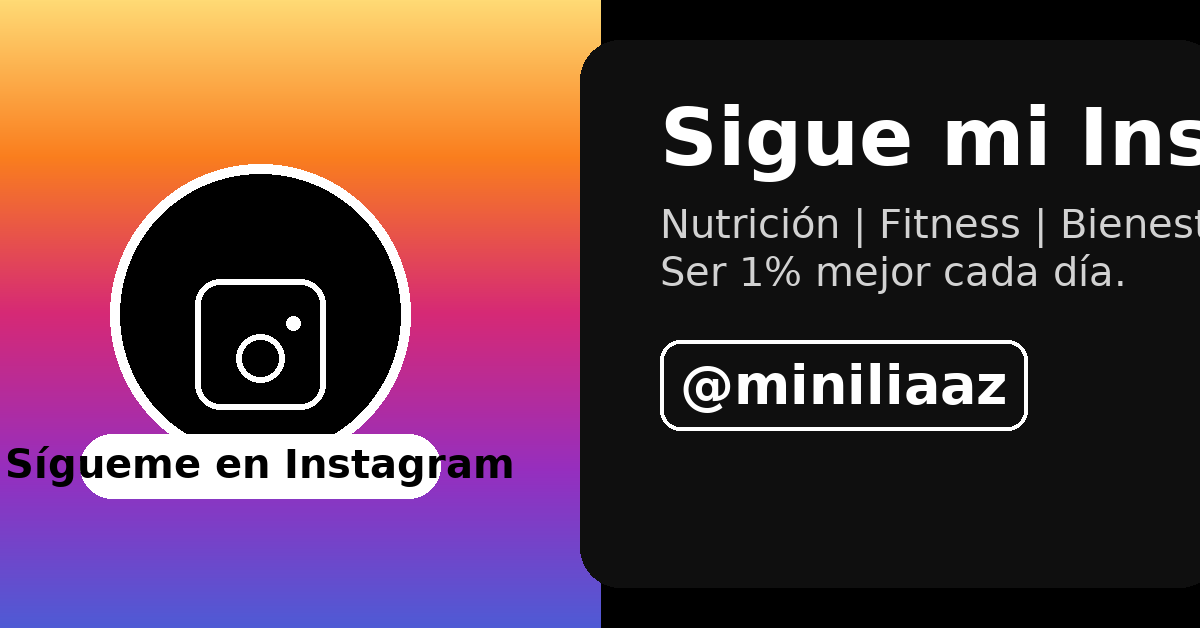 Sígueme en Instagram
Sigue mi Ins
Nutrición | Fitness | Bienest
Ser 1% mejor cada día.
@miniliaaz